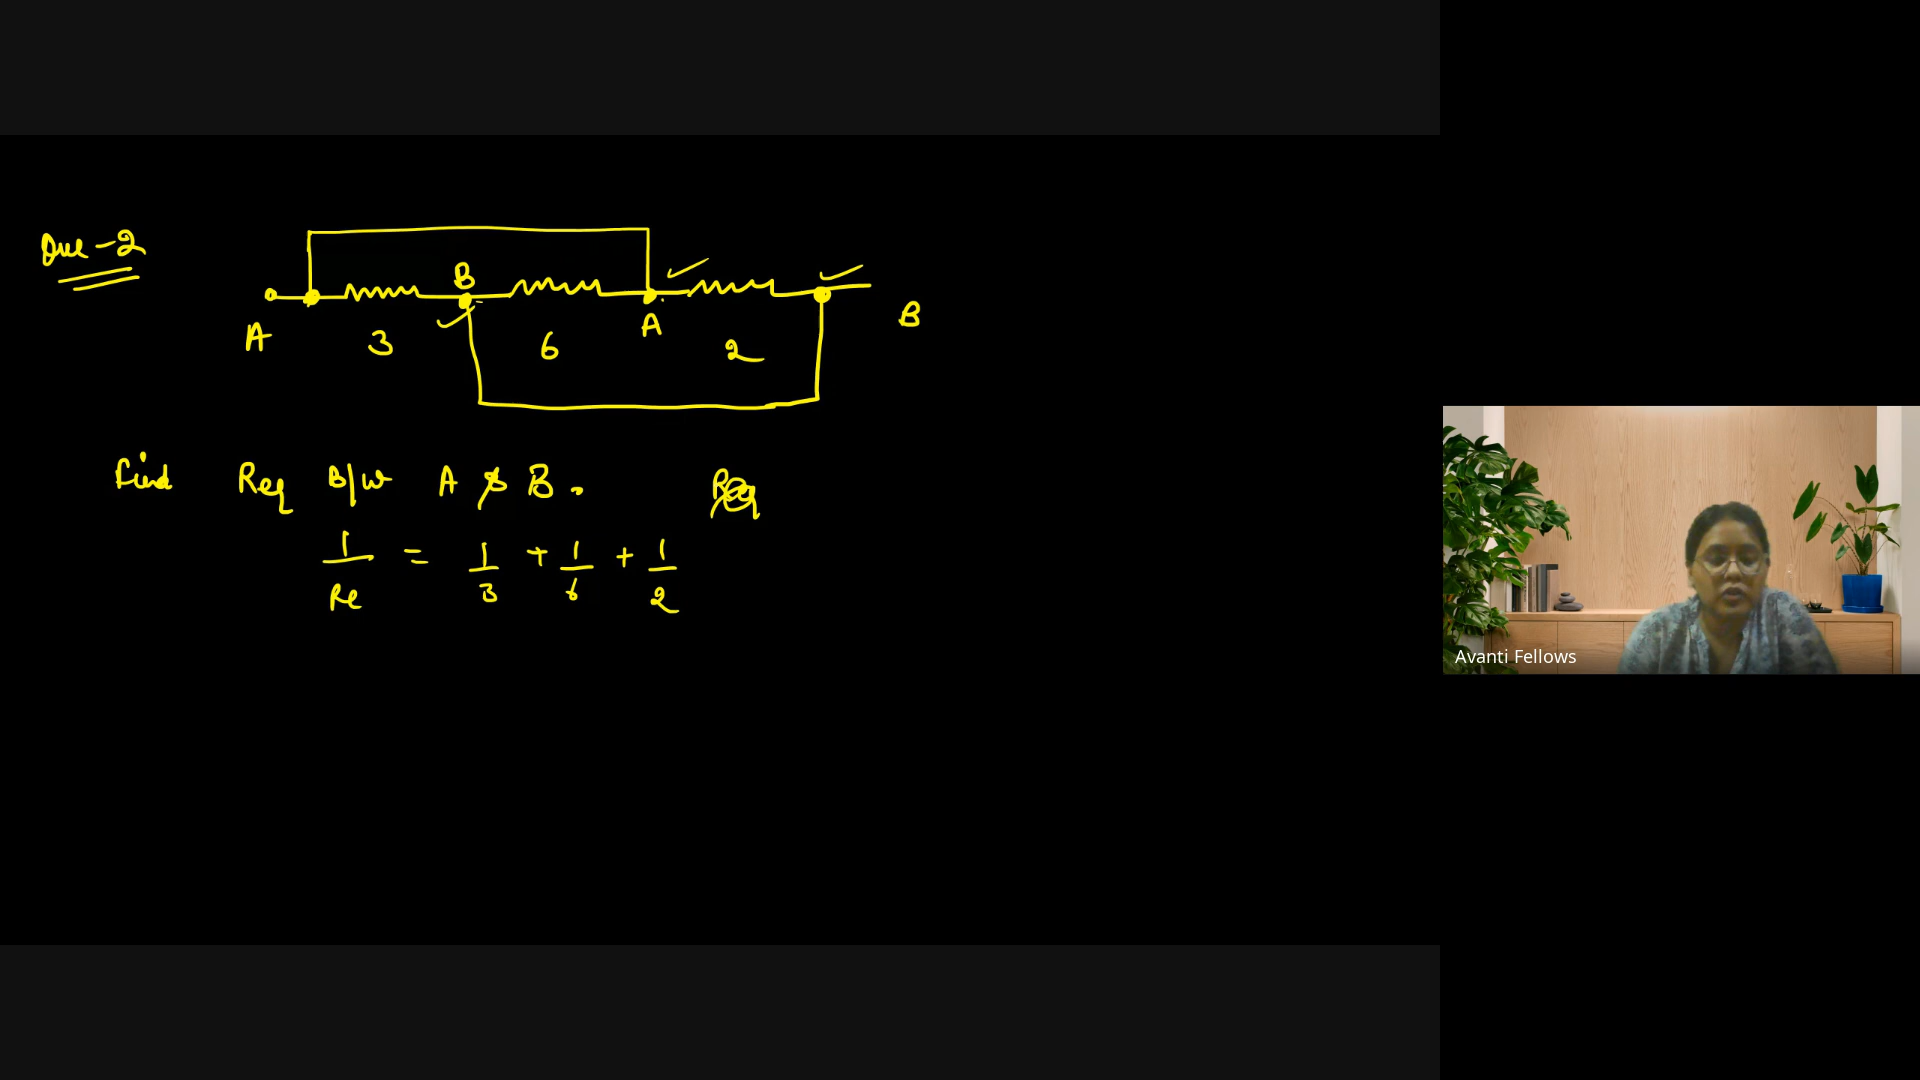 Que-2
B
A 3 6 A 2 B
Find Req B/w A & B.
1/Re = 1/3 + 1/6 + 1/2
Avanti Fellows